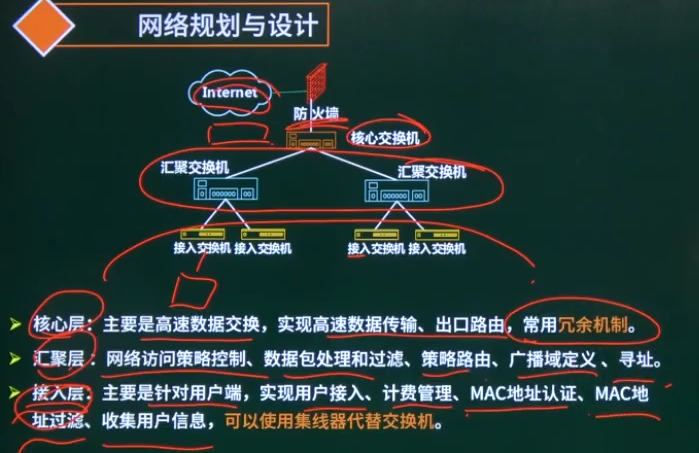 网络规划与设计
Internet
防火墙
核心交换机
汇聚交换机
汇聚交换机
接入交换机 接入交换机
接入交换机 接入交换机
核心层：主要是高速数据交换，实现高速数据传输、出口路由，常用冗余机制。
汇聚层：网络访问策略控制、数据包处理和过滤、策略路由、广播域定义、寻址。
接入层：主要是针对用户端，实现用户接入、计费管理、MAC地址认证、MAC地
址过滤、收集用户信息，可以使用集线器代替交换机。